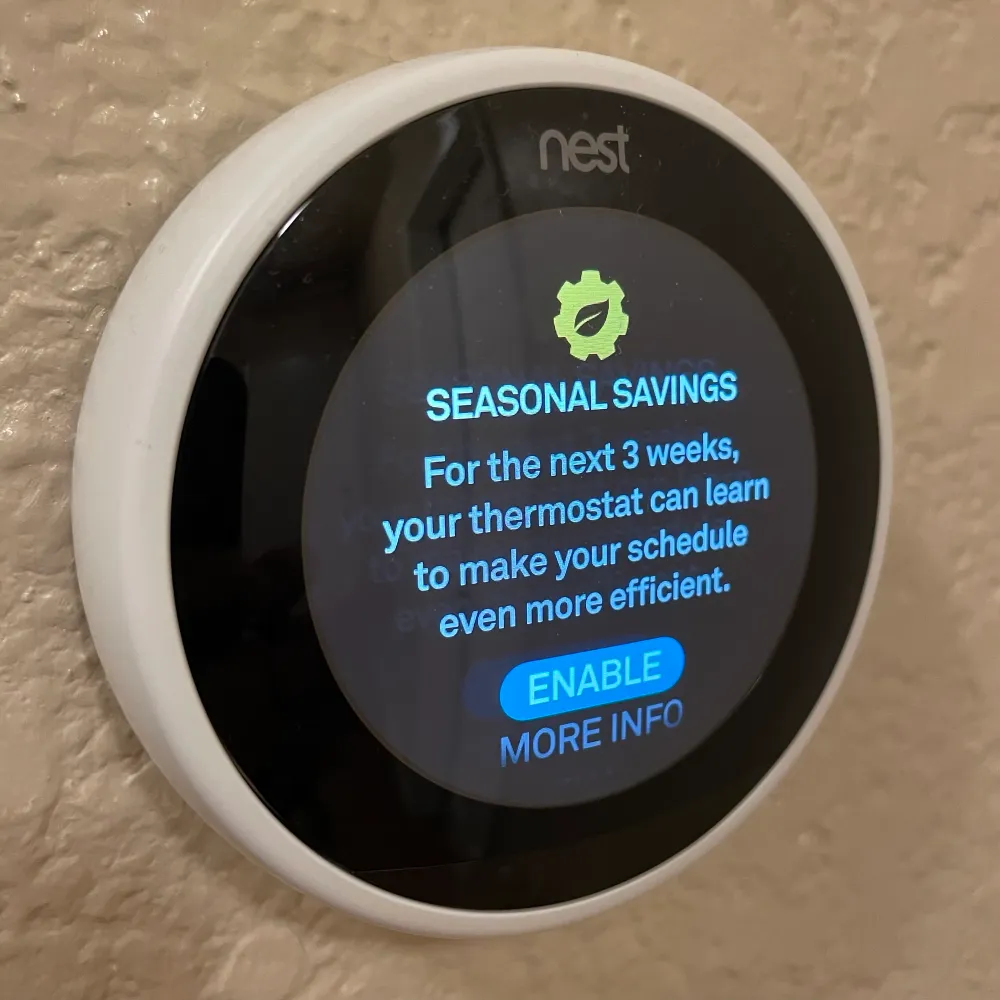 nest
SEASONAL SAVINGS
For the next 3 weeks,
your thermostat can learn
to make your schedule
even more efficient.
ENABLE
MORE INFO